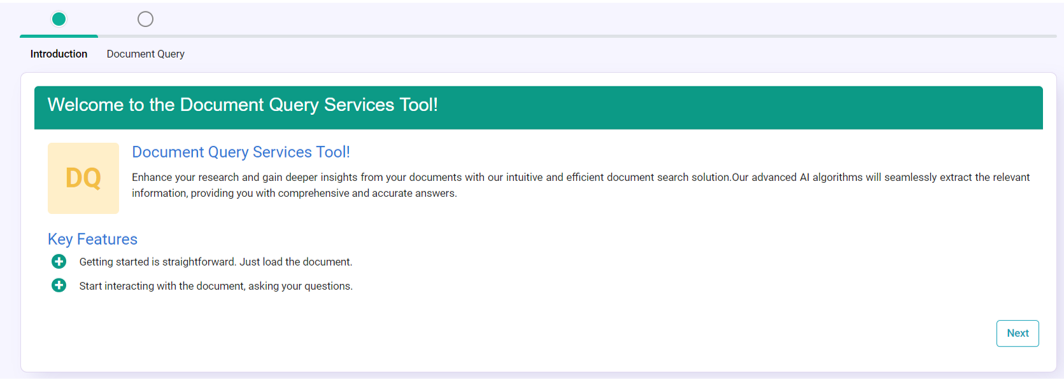 Introduction
Document Query
Welcome to the Document Query Services Tool!
DQ
Document Query Services Tool!
Enhance your research and gain deeper insights from your documents with our intuitive and efficient document search solution.Our advanced AI algorithms will seamlessly extract the relevant
information, providing you with comprehensive and accurate answers.
Key Features
Getting started is straightforward. Just load the document.
Start interacting with the document, asking your questions.
Next